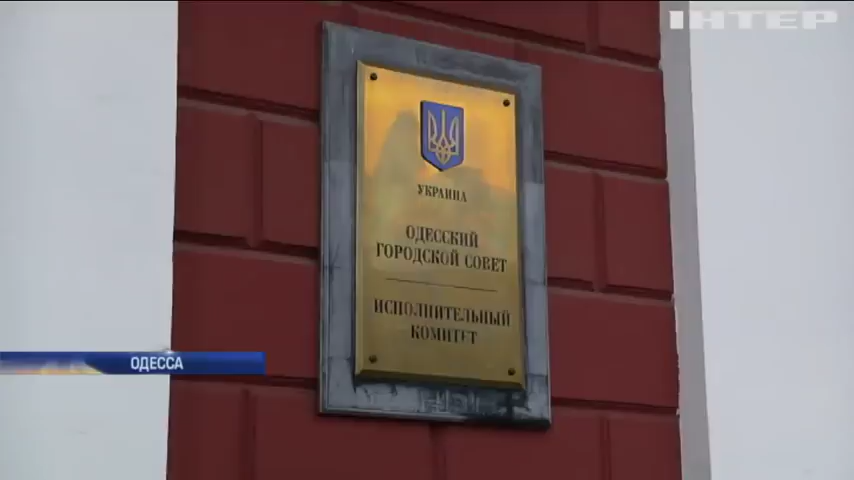 ІНТЕР
УКРАИНА
ОДЕССКИЙ
ГОРОДСКОЙ СОВЕТ
ИСПОЛНИТЕЛЬНЫЙ
КОМИТЕТ
ОДЕССА